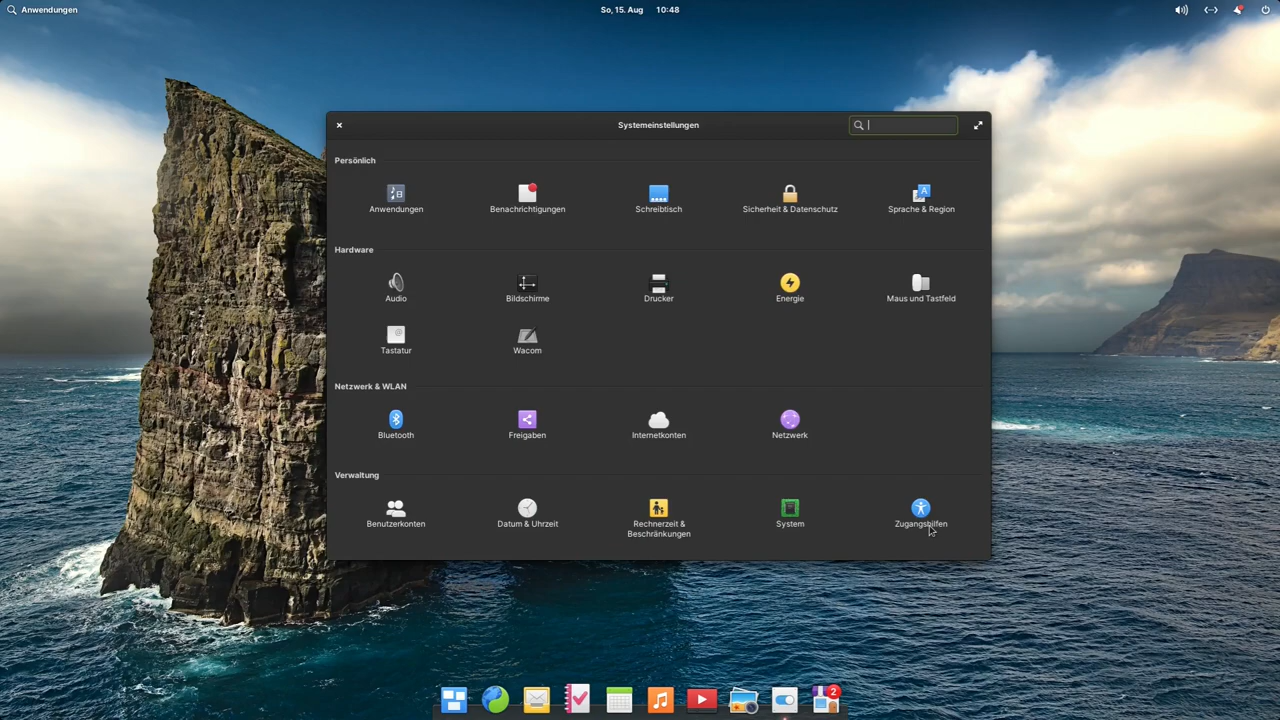 Anwendungen
So, 15. Aug 10:48
Systemeinstellungen
Persönlich
Anwendungen
Benachrichtigungen
Schreibtisch
Sicherheit & Datenschutz
Sprache & Region
Hardware
Audio
Bildschirme
Drucker
Energie
Maus und Tastfeld
Tastatur
Wacom
Netzwerk & WLAN
Bluetooth
Freigaben
Internetkonten
Netzwerk
Verwaltung
Benutzerkonten
Datum & Uhrzeit
Rechnerzeit &
Beschränkungen
System
Zugangshilfen
2